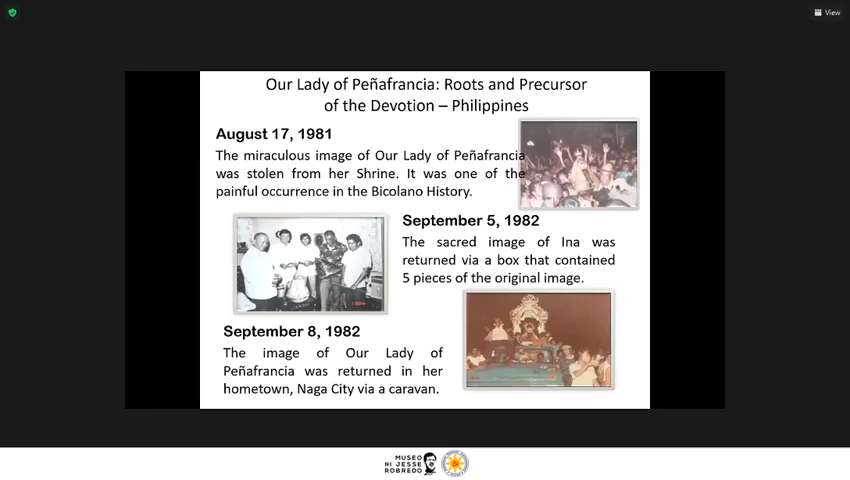 View
Our Lady of Peñafrancia: Roots and Precursor
of the Devotion – Philippines
August 17, 1981
The miraculous image of Our Lady of Peñafrancia
was stolen from her Shrine. It was one of the
painful occurrence in the Bicolano History.
September 5, 1982
The sacred image of Ina was
returned via a box that contained
5 pieces of the original image.
September 8, 1982
The image of Our Lady of
Peñafrancia was returned in her
hometown, Naga City via a caravan.
MUSEO
NI JESSE
ROBREDO